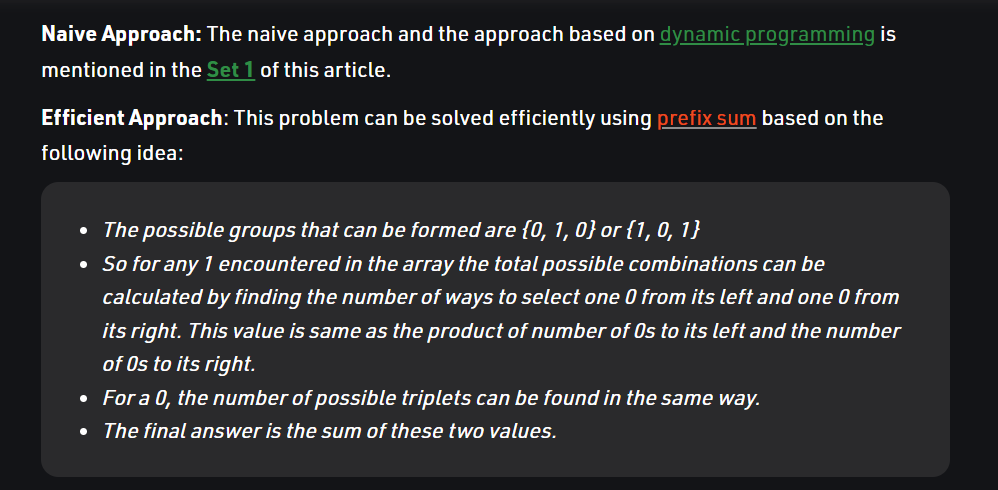 Naive Approach: The naive approach and the approach based on dynamic programming is
mentioned in the Set 1 of this article.
Efficient Approach: This problem can be solved efficiently using prefix sum based on the
following idea:
• The possible groups that can be formed are {0, 1, 0} or {1, 0, 1}
• So for any 1 encountered in the array the total possible combinations can be
calculated by finding the number of ways to select one 0 from its left and one 0 from
its right. This value is same as the product of number of 0s to its left and the number
of 0s to its right.
• For a 0, the number of possible triplets can be found in the same way.
• The final answer is the sum of these two values.